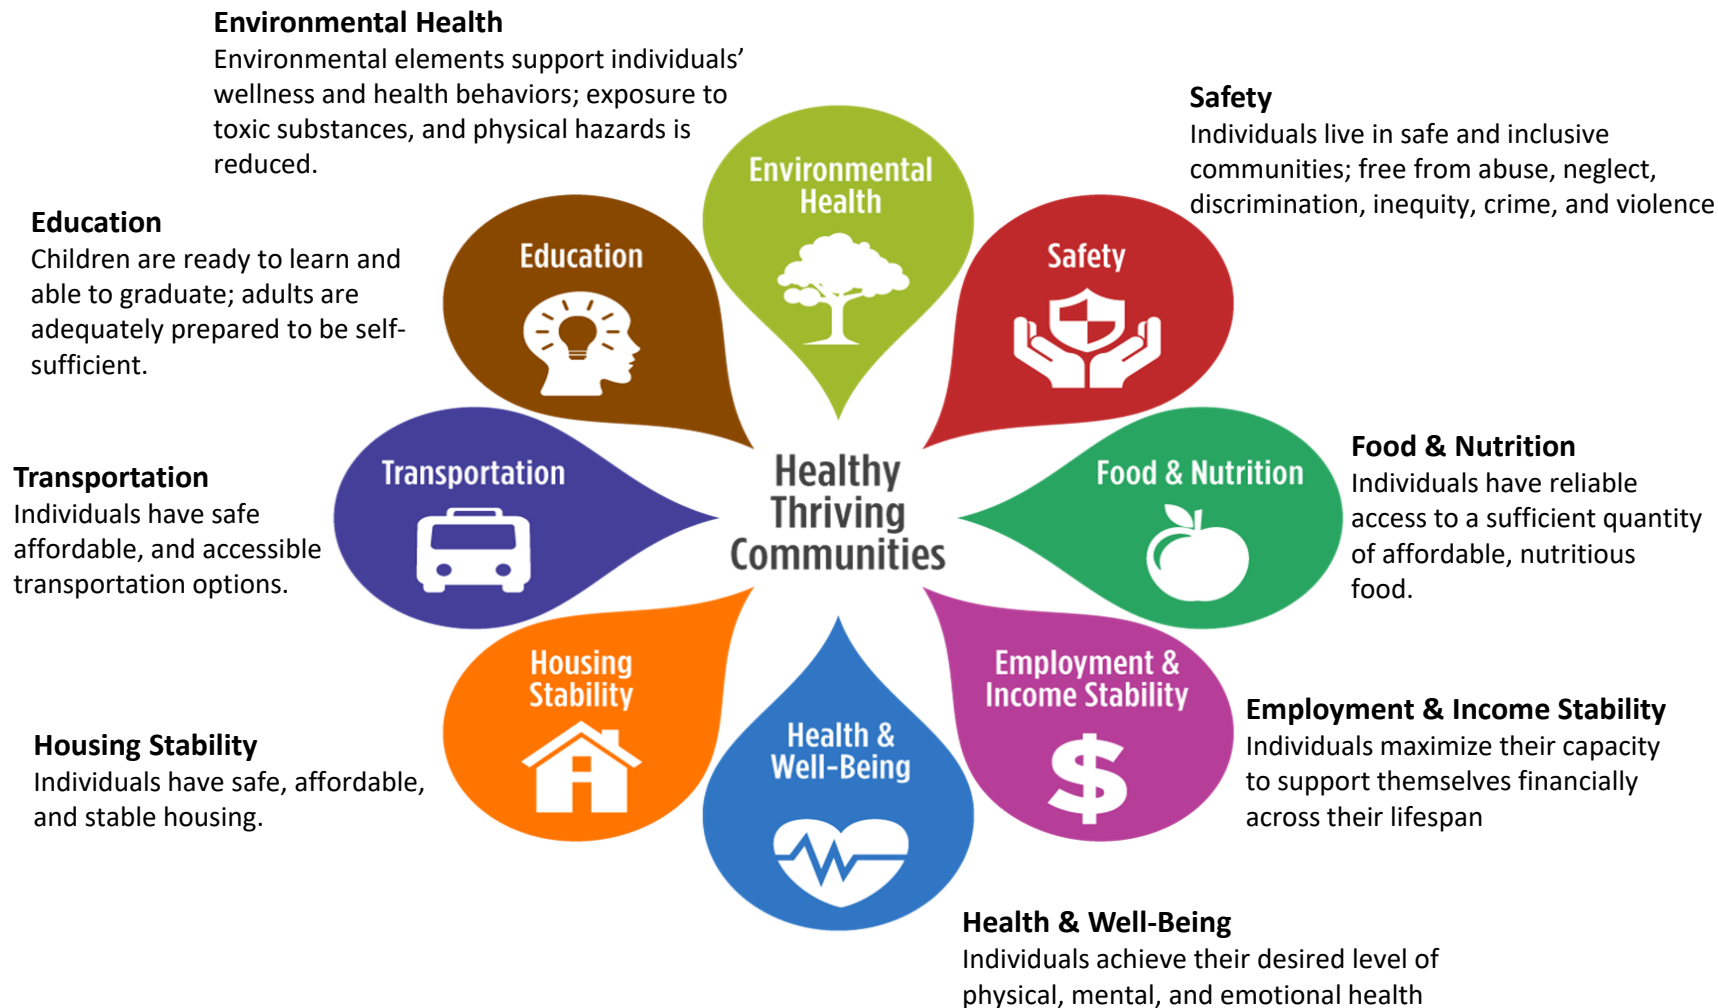 Environmental Health
Environmental elements support individuals’
wellness and health behaviors; exposure to
toxic substances, and physical hazards is
reduced.
Safety
Individuals live in safe and inclusive
communities; free from abuse, neglect,
discrimination, inequity, crime, and violence
Education
Children are ready to learn and
able to graduate; adults are
adequately prepared to be self-
sufficient.
Environmental
Health
Education
Safety
Transportation
Individuals have safe
affordable, and accessible
transportation options.
Transportation
Healthy
Thriving
Communities
Food & Nutrition
Food & Nutrition
Individuals have reliable
access to a sufficient quantity
of affordable, nutritious
food.
Housing
Stability
Health &
Well-Being
Employment &
Income Stability
Housing Stability
Individuals have safe, affordable,
and stable housing.
Employment & Income Stability
Individuals maximize their capacity
to support themselves financially
across their lifespan
Health & Well-Being
Individuals achieve their desired level of
physical, mental, and emotional health